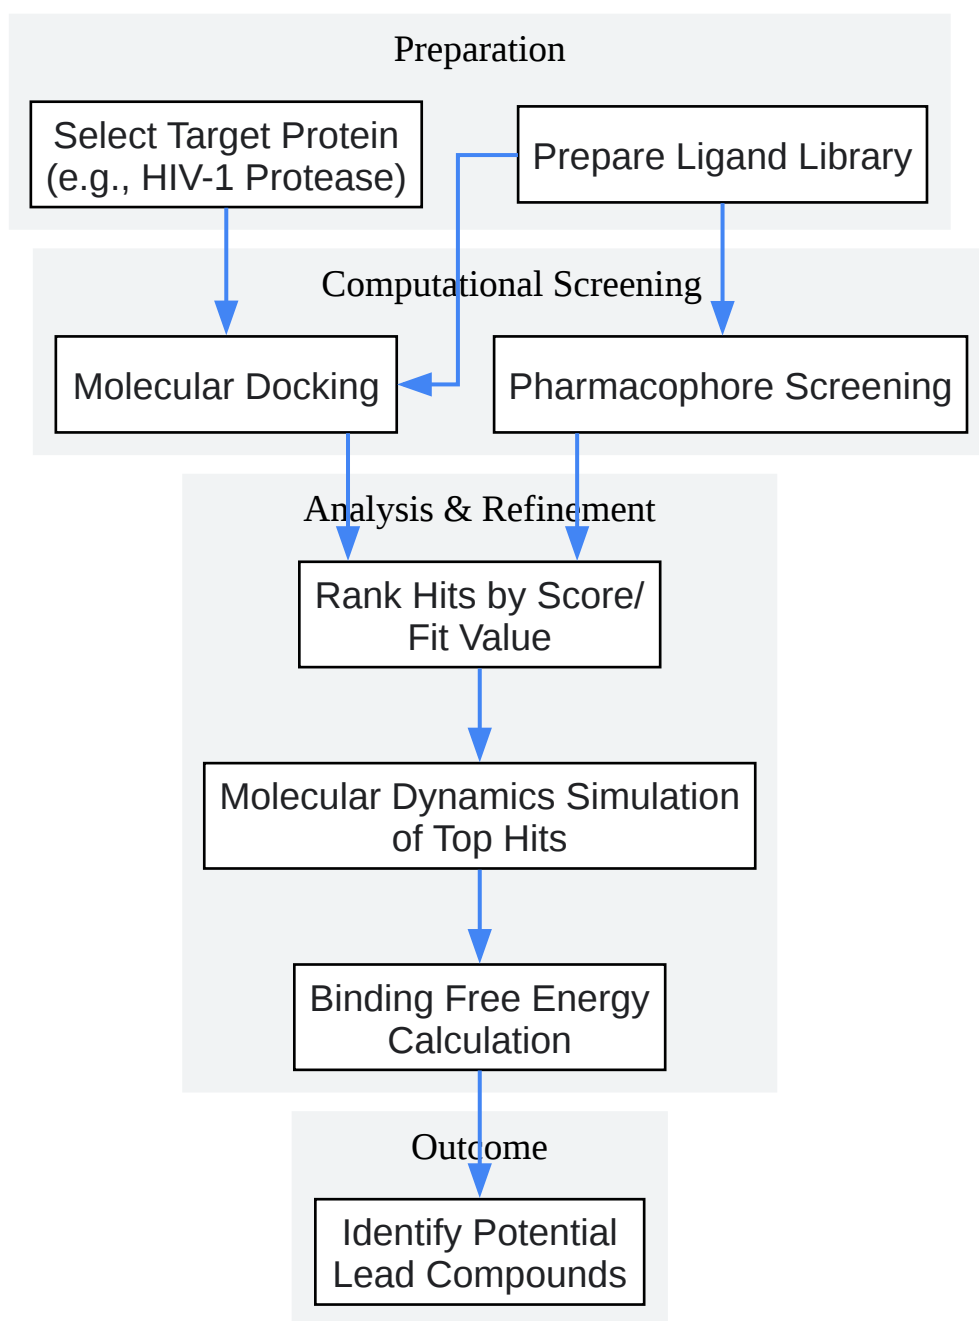 Preparation
Select Target Protein
(e.g., HIV-1 Protease)
Prepare Ligand Library
Computational Screening
Molecular Docking
Pharmacophore Screening
Analysis & Refinement
Rank Hits by Score/
Fit Value
Molecular Dynamics Simulation
of Top Hits
Binding Free Energy
Calculation
Outcome
Identify Potential
Lead Compounds